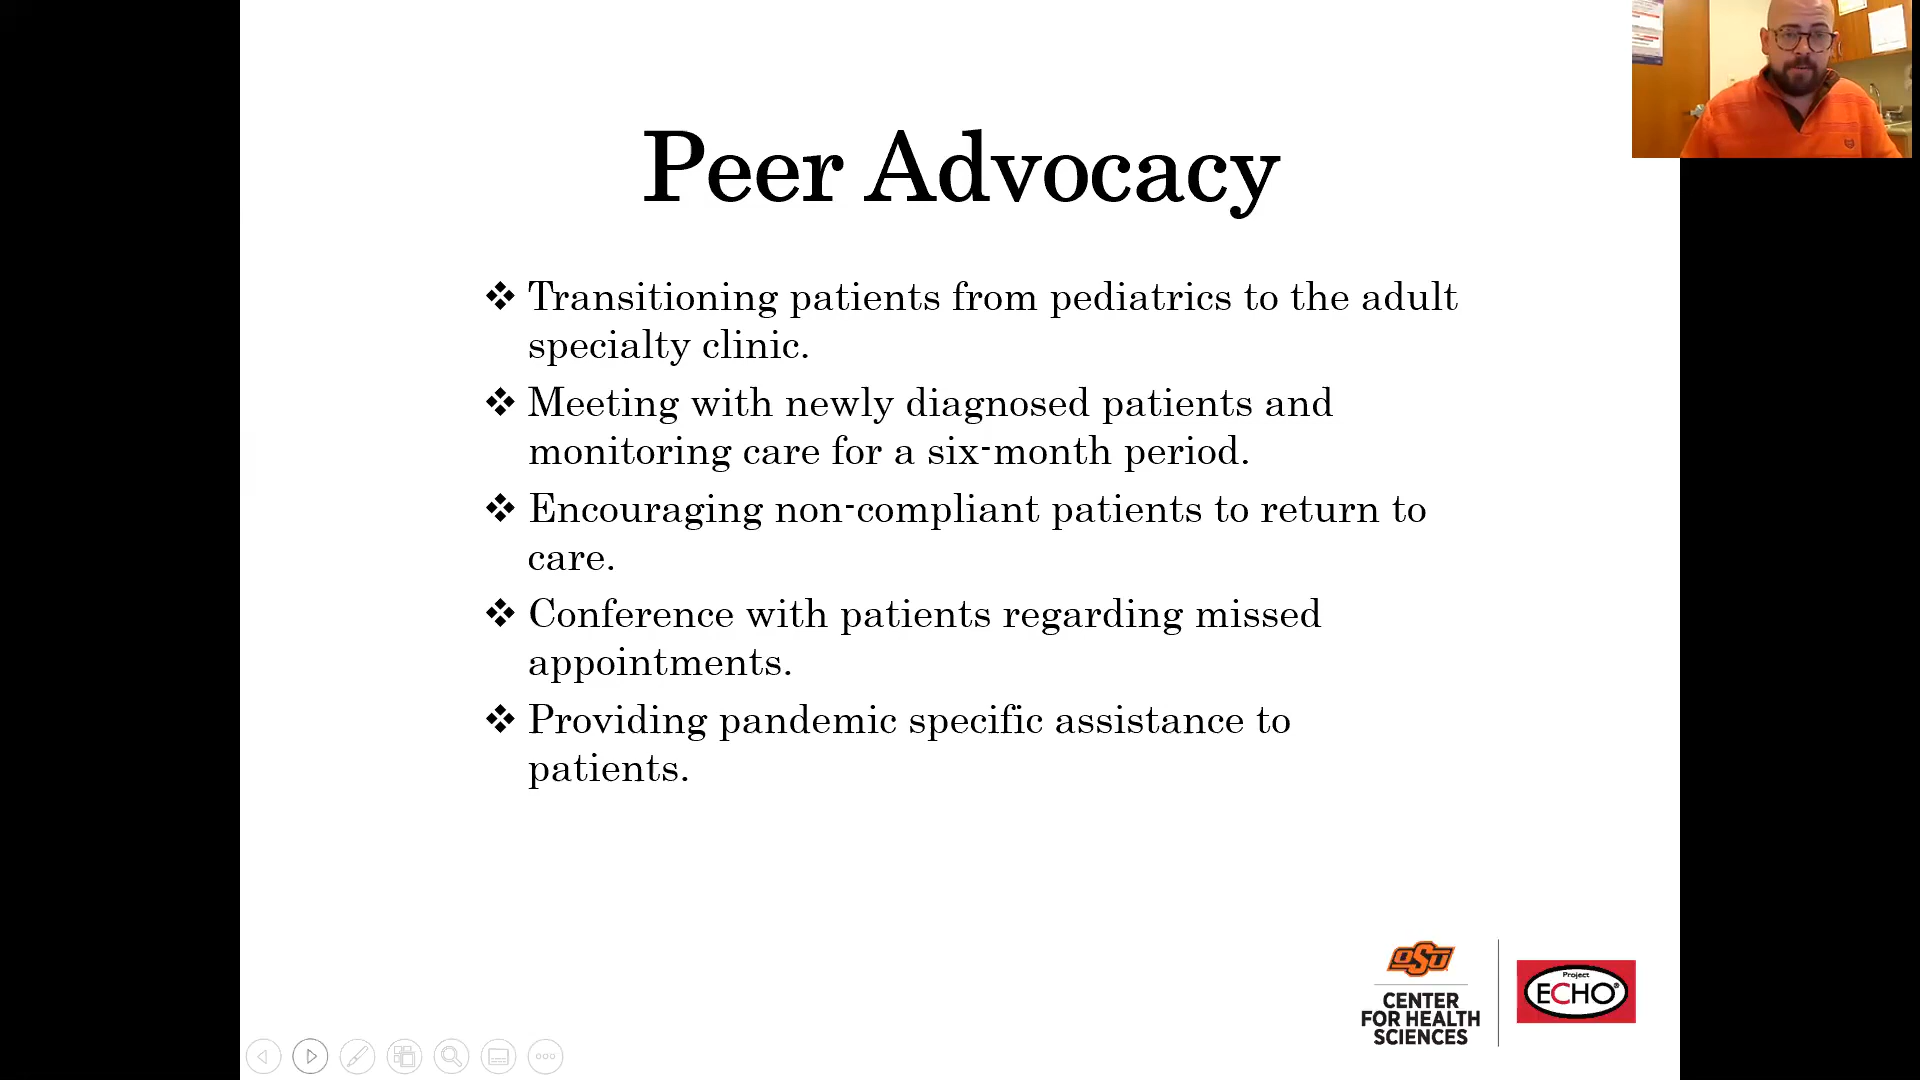 Peer Advocacy
❖ Transitioning patients from pediatrics to the adult
specialty clinic.
❖ Meeting with newly diagnosed patients and
monitoring care for a six-month period.
❖ Encouraging non-compliant patients to return to
care.
❖ Conference with patients regarding missed
appointments.
❖ Providing pandemic specific assistance to
patients.
OSU
CENTER
FOR HEALTH
SCIENCES
Project
ECHO®